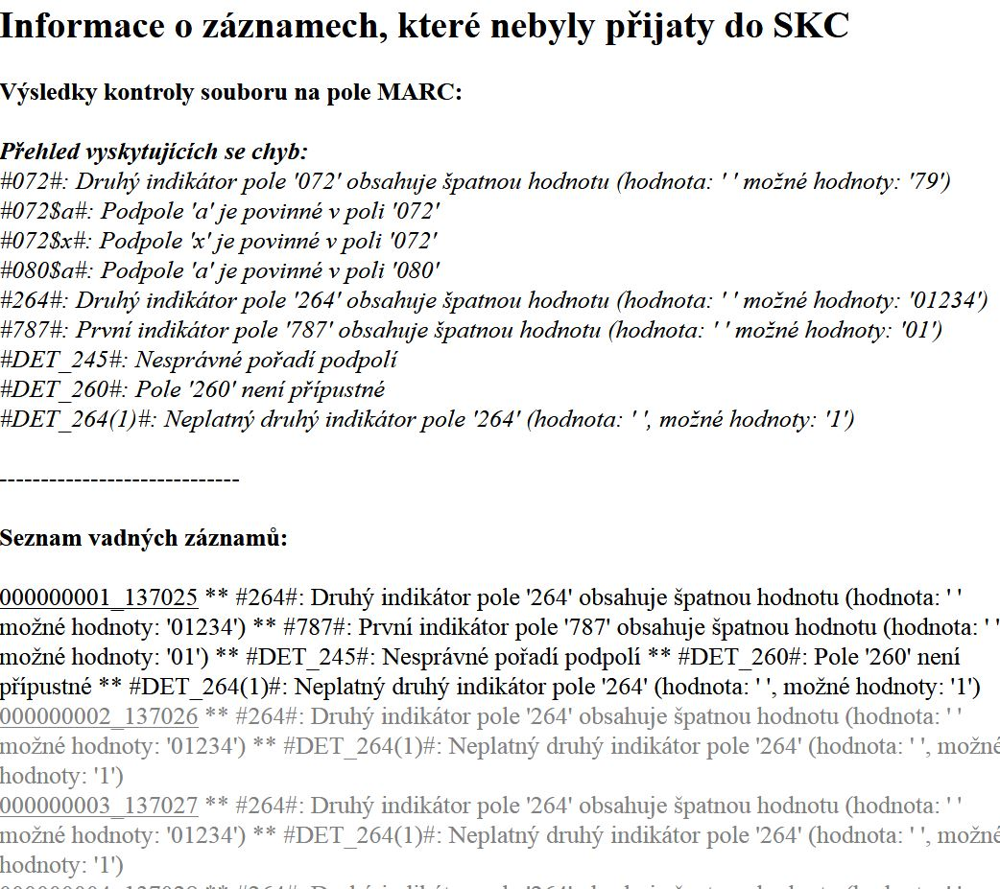 Informace o záznamech, které nebyly přijaty do SKC
Výsledky kontroly souboru na pole MARC:
Přehled vyskytujících se chyb:
#072#: Druhý indikátor pole '072' obsahuje špatnou hodnotu (hodnota: ' ' možné hodnoty: '79')
#072$a#: Podpole 'a' je povinné v poli '072'
#072$x#: Podpole 'x' je povinné v poli '072'
#080$a#: Podpole 'a' je povinné v poli '080'
#264#: Druhý indikátor pole '264' obsahuje špatnou hodnotu (hodnota: ' ' možné hodnoty: '01234')
#787#: První indikátor pole '787' obsahuje špatnou hodnotu (hodnota: ' ' možné hodnoty: '01')
#DET_245#: Nesprávné pořadí podpolí
#DET_260#: Pole '260' není přípustné
#DET_264(1)#: Neplatný druhý indikátor pole '264' (hodnota: ' ', možné hodnoty: '1')
-----------------------------
Seznam vadných záznamů:
000000001_137025 ** #264#: Druhý indikátor pole '264' obsahuje špatnou hodnotu (hodnota: ' '
možné hodnoty: '01234') ** #787#: První indikátor pole '787' obsahuje špatnou hodnotu (hodnota: ' '
možné hodnoty: '01') ** #DET_245#: Nesprávné pořadí podpolí ** #DET_260#: Pole '260' není
přípustné ** #DET_264(1)#: Neplatný druhý indikátor pole '264' (hodnota: ' ', možné hodnoty: '1')
000000002_137026 ** #264#: Druhý indikátor pole '264' obsahuje špatnou hodnotu (hodnota: ' '
možné hodnoty: '01234') ** #DET_264(1)#: Neplatný druhý indikátor pole '264' (hodnota: ' ', možné
hodnoty: '1')
000000003_137027 ** #264#: Druhý indikátor pole '264' obsahuje špatnou hodnotu (hodnota: ' '
možné hodnoty: '01234') ** #DET_264(1)#: Neplatný druhý indikátor pole '264' (hodnota: ' ', možné
hodnoty: '1')